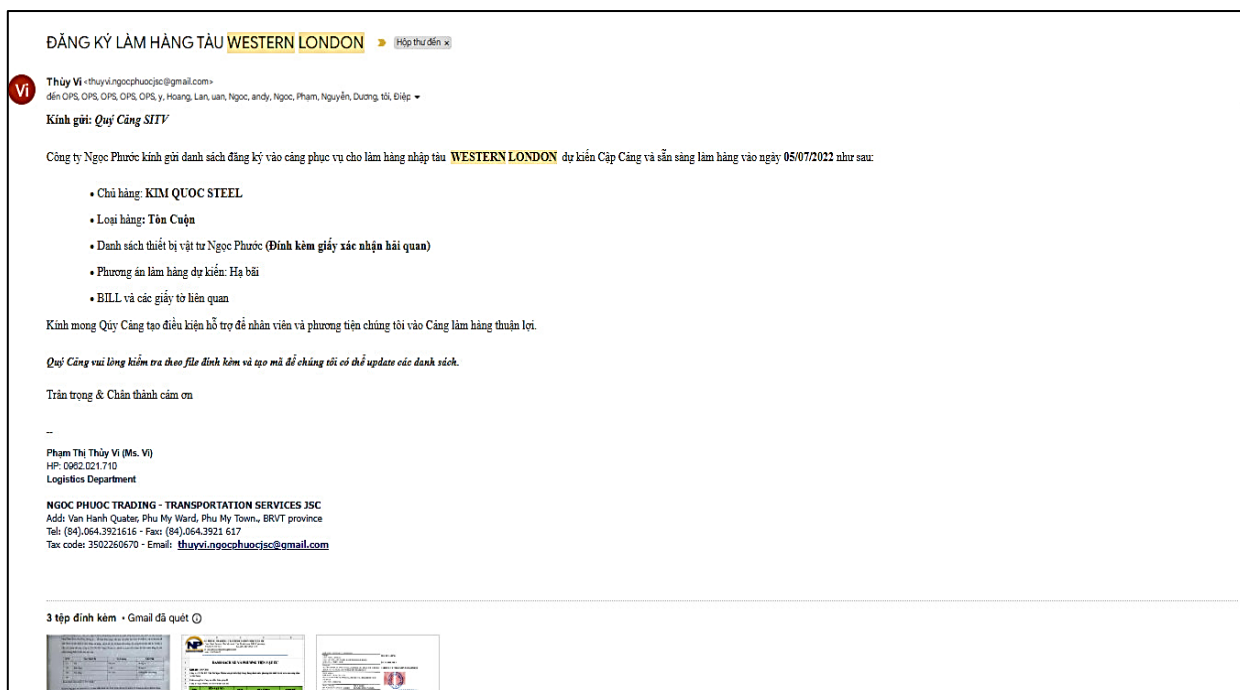 ĐĂNG KÝ LÀM HÀNG TÀU WESTERN LONDON Hộp thư đến x
Vi
Thùy Vi <thuyvi.ngocphuocjsc@gmail.com>
đến OPS, OPS, OPS, OPS, OPS, y, Hoang, Lan, uan, Ngoc, andy, Ngoc, Pham, Nguyễn, Dương, tôi, Điệp
Kính gửi: Quý Cảng SITV
Công ty Ngọc Phước kính gửi danh sách đăng ký vào cảng phục vụ cho làm hàng nhập tàu WESTERN LONDON dự kiến Cập Cảng và sẵn sàng làm hàng vào ngày 05/07/2022 như sau:
• Chủ hàng: KIM QUOC STEEL
• Loại hàng: Tôn Cuộn
• Danh sách thiết bị vật tư Ngọc Phước (Đính kèm giấy xác nhận hải quan)
• Phương án làm hàng dự kiến: Hạ bãi
• BILL và các giấy tờ liên quan
Kính mong Qúy Cảng tạo điều kiện hỗ trợ để nhân viên và phương tiện chúng tôi vào Cảng làm hàng thuận lợi.
Quý Cảng vui lòng kiểm tra theo file đính kèm và tạo mã để chúng tôi có thể update các danh sách.
Trân trọng & Chân thành cảm ơn
--
Phạm Thị Thùy Vi (Ms. Vi)
HP: 0962.021.710
Logistics Department
NGOC PHUOC TRADING - TRANSPORTATION SERVICES JSC
Add: Van Hanh Quater, Phu My Ward, Phu My Town., BRVT province
Tel: (84).064.3921616 - Fax: (84).064.3921 617
Tax code: 3502260670 - Email: thuyvi.ngocphuocjsc@gmail.com
3 tệp đính kèm • Gmail đã quét
NP